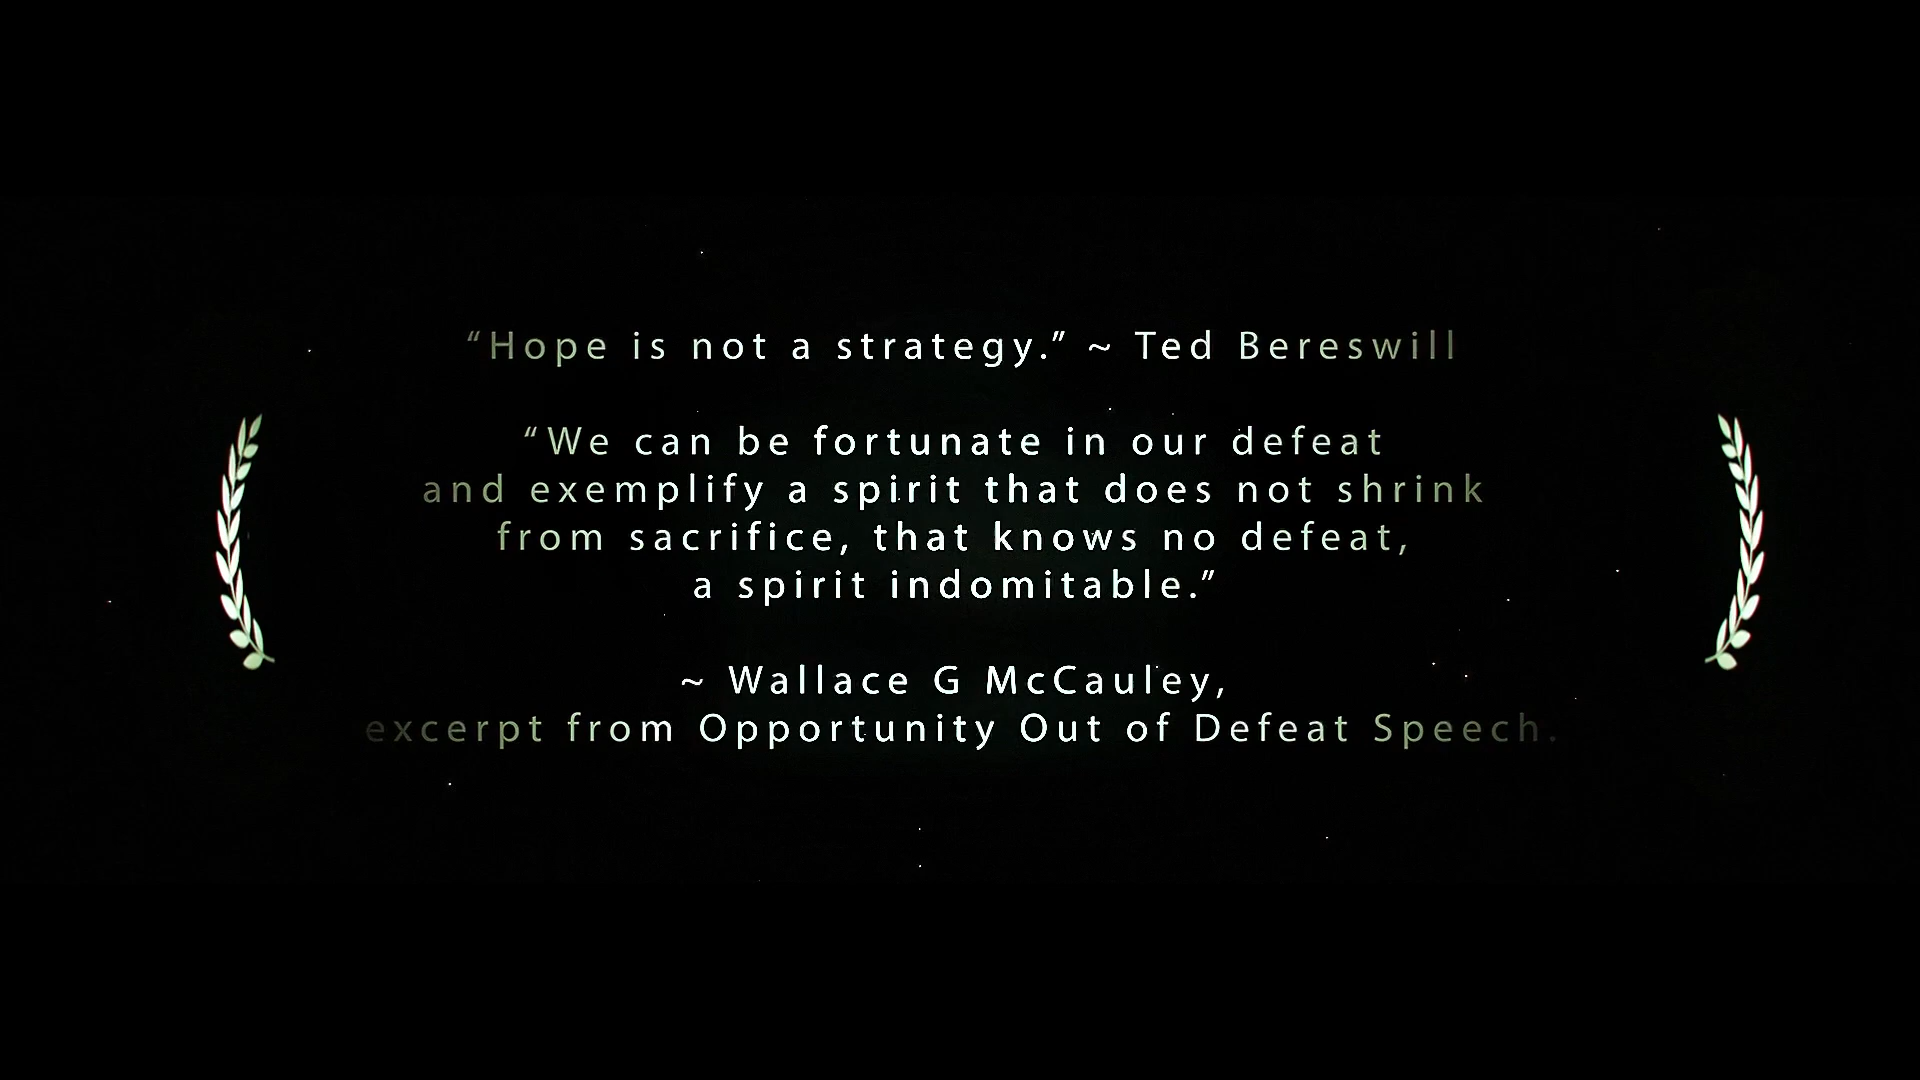 “Hope is not a strategy.” ~ Ted Bereswill
“We can be fortunate in our defeat
and exemplify a spirit that does not shrink
from sacrifice, that knows no defeat,
a spirit indomitable.”
~ Wallace G McCauley,
excerpt from Opportunity Out of Defeat Speech.